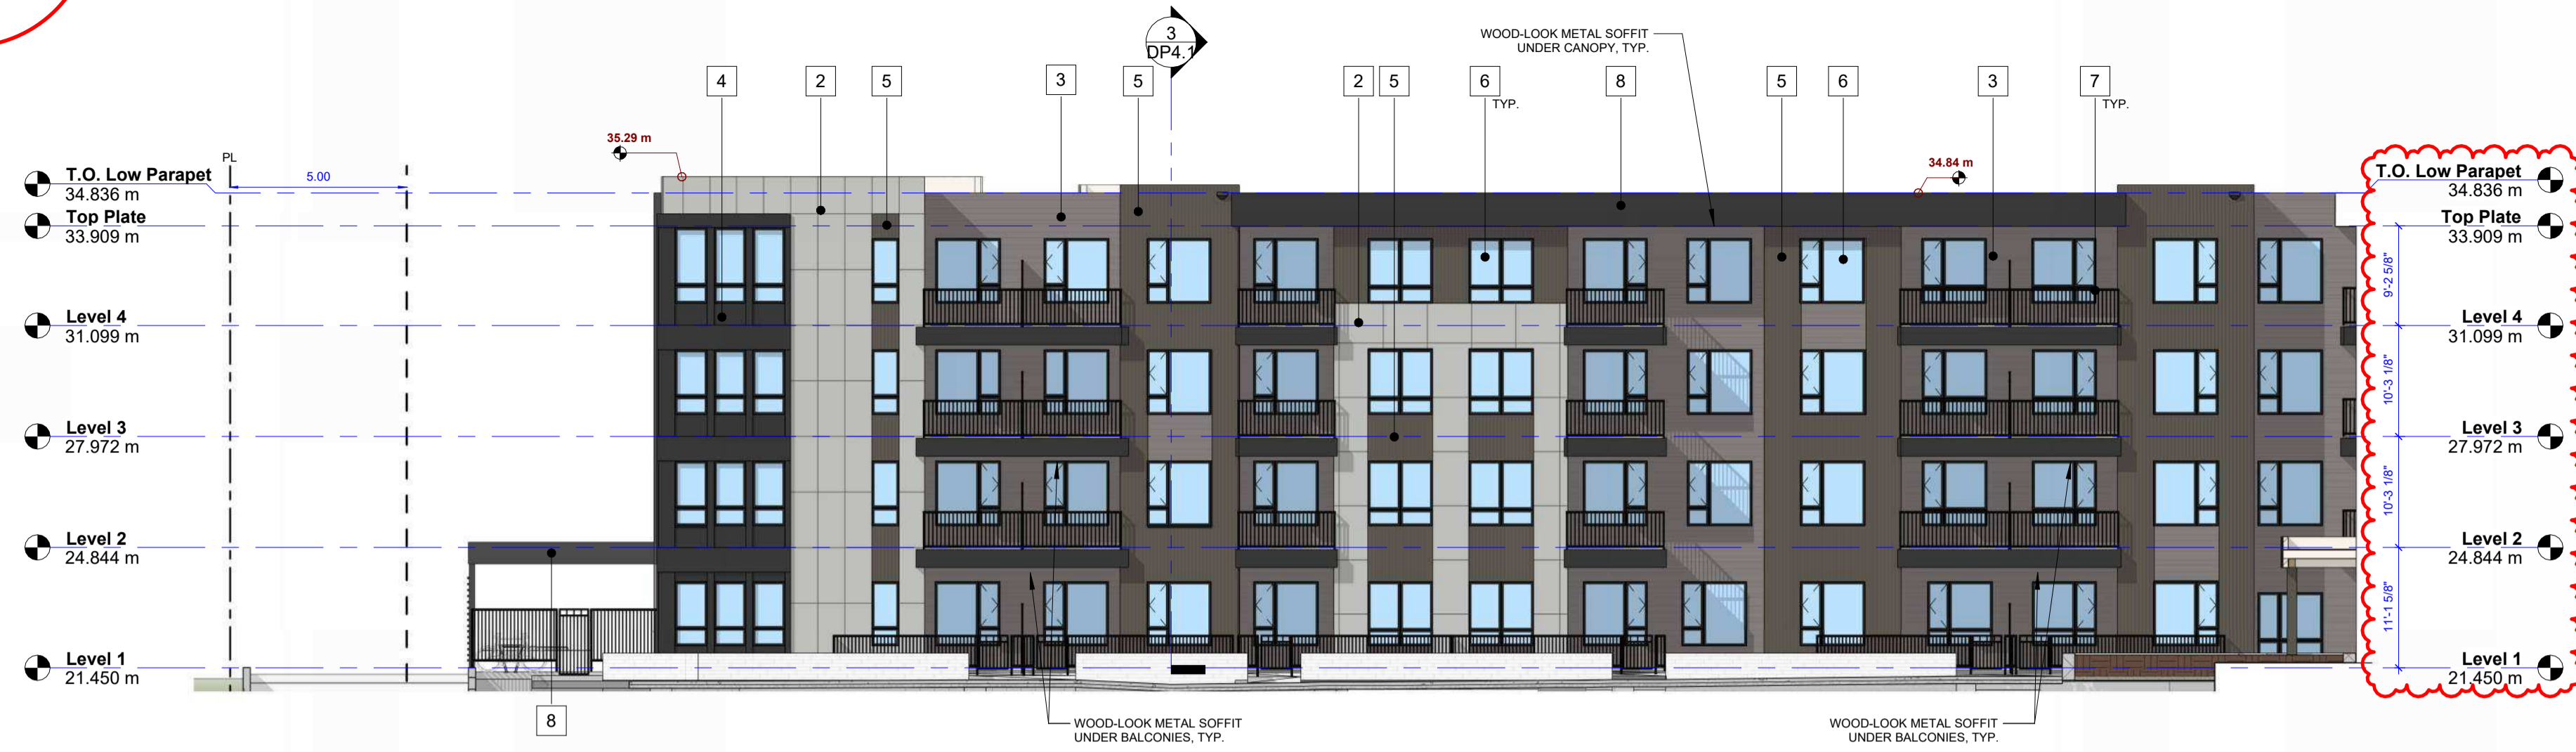 3
DP4.1
WOOD-LOOK METAL SOFFIT
UNDER CANOPY, TYP.
4
2
5
3
5
2
5
6
TYP.
8
5
6
3
7
TYP.
35.29 m
34.84 m
PL
5.00
T.O. Low Parapet
34.836 m
Top Plate
33.909 m
Level 4
31.099 m
Level 3
27.972 m
Level 2
24.844 m
Level 1
21.450 m
T.O. Low Parapet
34.836 m
Top Plate
33.909 m
9'-2 5/8"
Level 4
31.099 m
10'-3 1/8"
Level 3
27.972 m
10'-3 1/8"
Level 2
24.844 m
11'-1 5/8"
Level 1
21.450 m
8
WOOD-LOOK METAL SOFFIT
UNDER BALCONIES, TYP.
WOOD-LOOK METAL SOFFIT
UNDER BALCONIES, TYP.